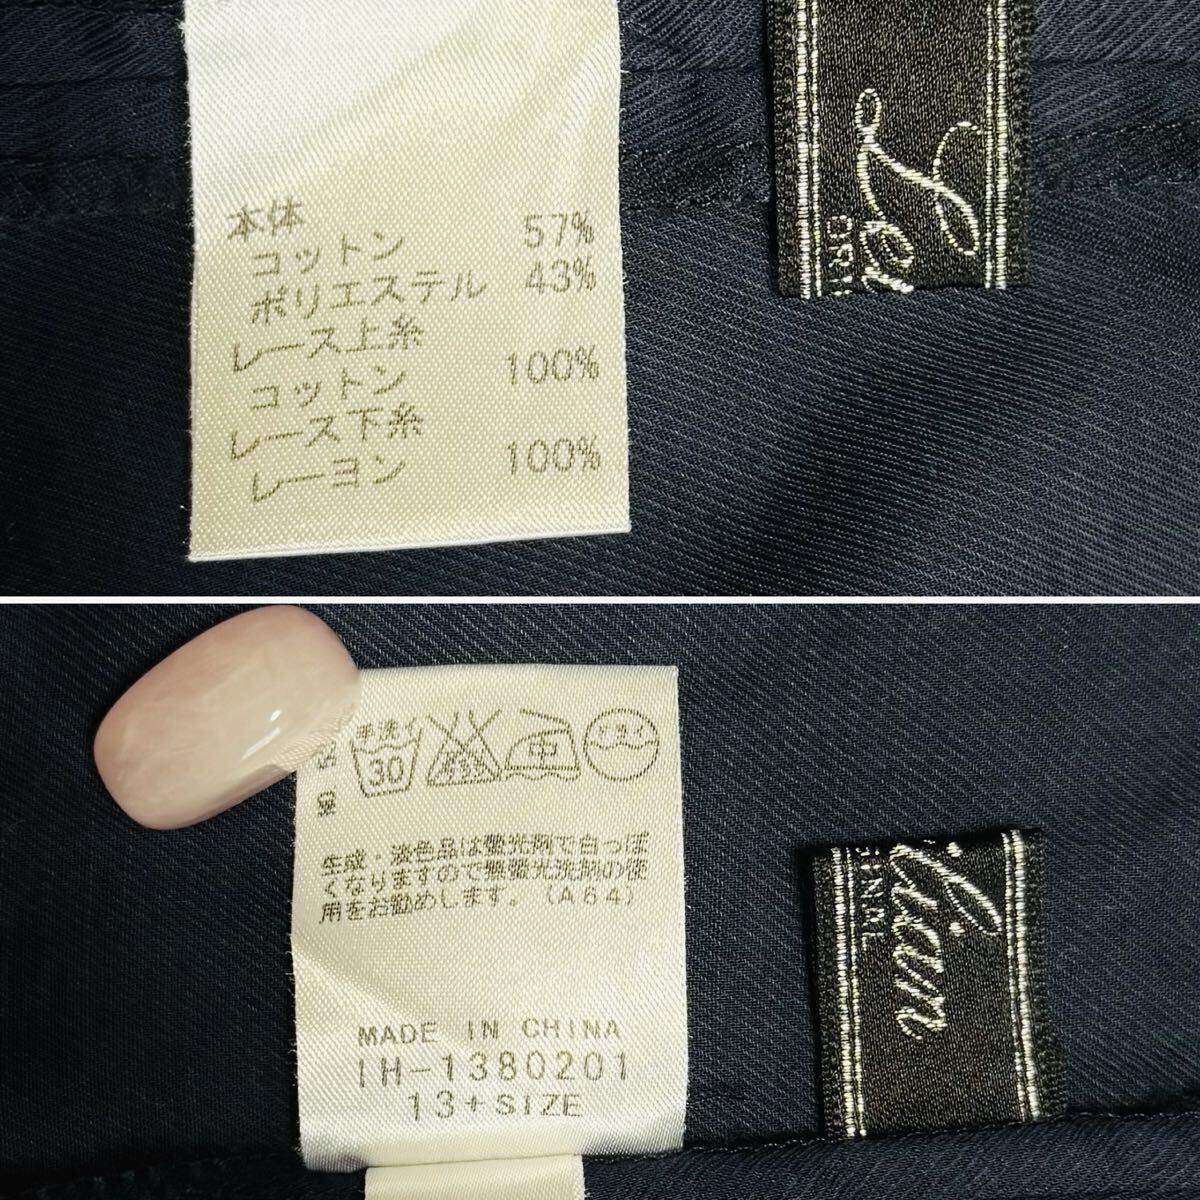 本体
コットン 57%
ポリエステル 43%
レース上糸
コットン 100%
レース下糸
レーヨン 100%
手洗イ
30
中
生成・淡色品は蛍光剤で白っぽ
くなりますので無蛍光洗剤の使
用をお勧めします。(A64)
MADE IN CHINA
IH-1380201
13+SIZE